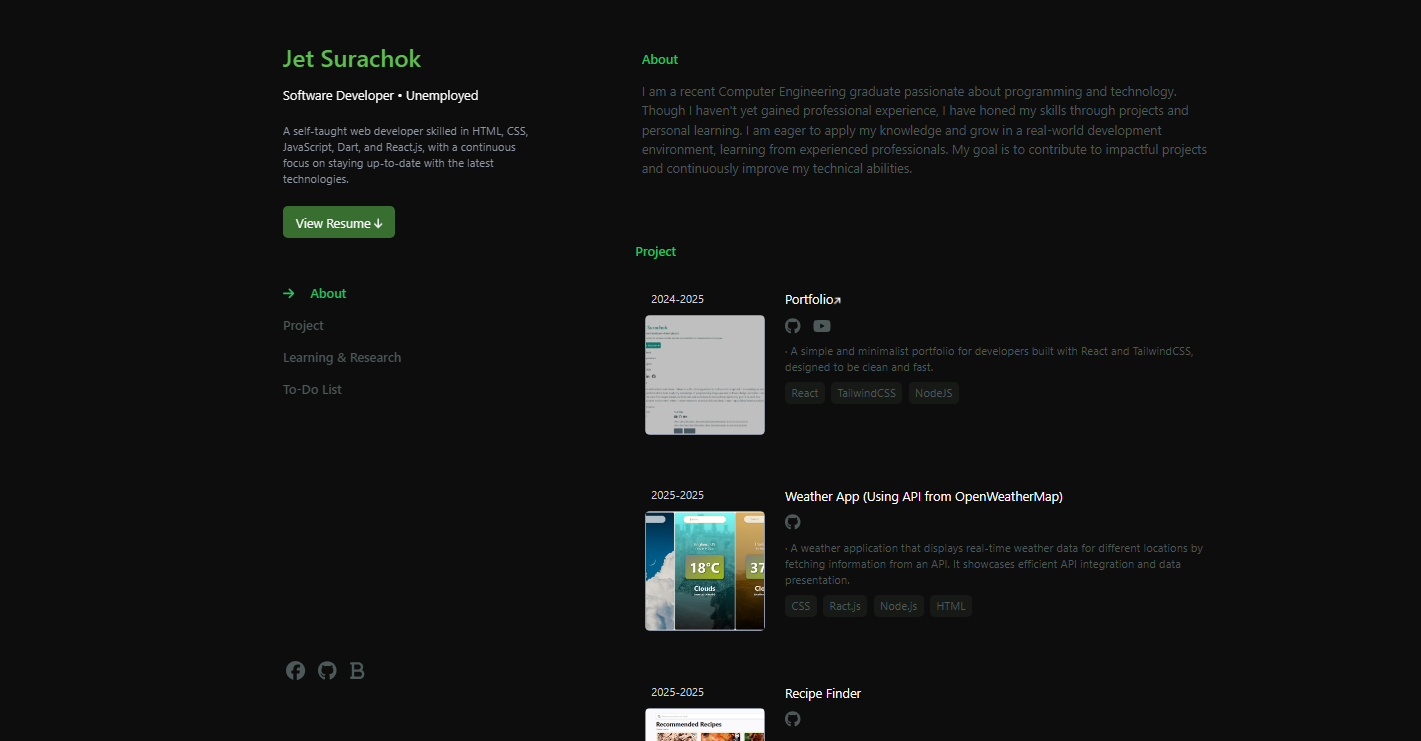 Jet Surachok
Software Developer • Unemployed
A self-taught web developer skilled in HTML, CSS,
JavaScript, Dart, and React.js, with a continuous
focus on staying up-to-date with the latest
technologies.
View Resume ↓
→ About
Project
Learning & Research
To-Do List
About
I am a recent Computer Engineering graduate passionate about programming and technology.
Though I haven't yet gained professional experience, I have honed my skills through projects and
personal learning. I am eager to apply my knowledge and grow in a real-world development
environment, learning from experienced professionals. My goal is to contribute to impactful projects
and continuously improve my technical abilities.
Project
2024-2025
Surachok
Portfolio
· A simple and minimalist portfolio for developers built with React and TailwindCSS,
designed to be clean and fast.
React TailwindCSS NodeJS
2025-2025
18°C
Clouds
37
Weather App (Using API from OpenWeatherMap)
· A weather application that displays real-time weather data for different locations by
fetching information from an API. It showcases efficient API integration and data
presentation.
CSS Ract.js Node.js HTML
2025-2025
Recommended Recipes
Recipe Finder